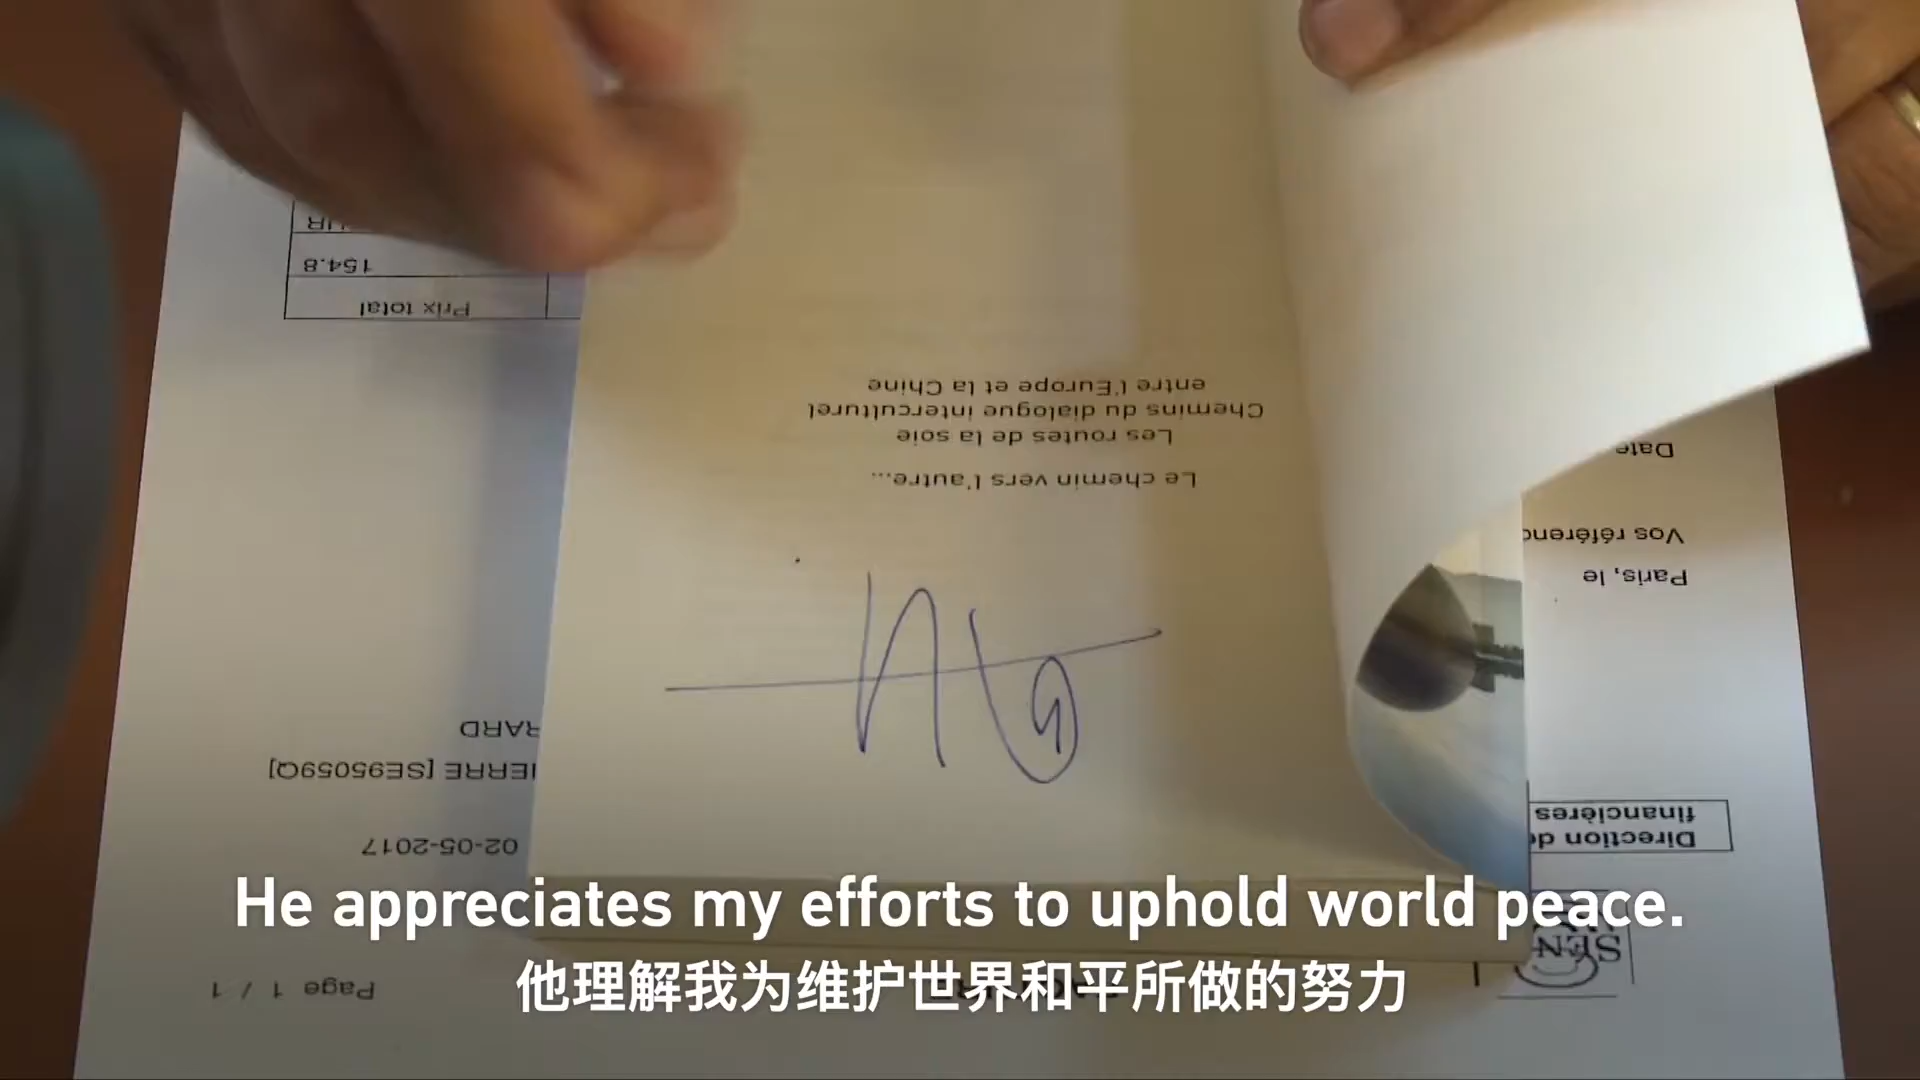 Prix total
154.8
Le chemin vers l'autre...
Les routes de la soie
Chemins du dialogue interculturel
entre l'Europe et la Chine
Date
Vos référenc
Paris, le
RARD
IERRE [SE95059Q]
02-05-2017
Direction de
financières
Page 1 / 1
He appreciates my efforts to uphold world peace.
他理解我为维护世界和平所做的努力